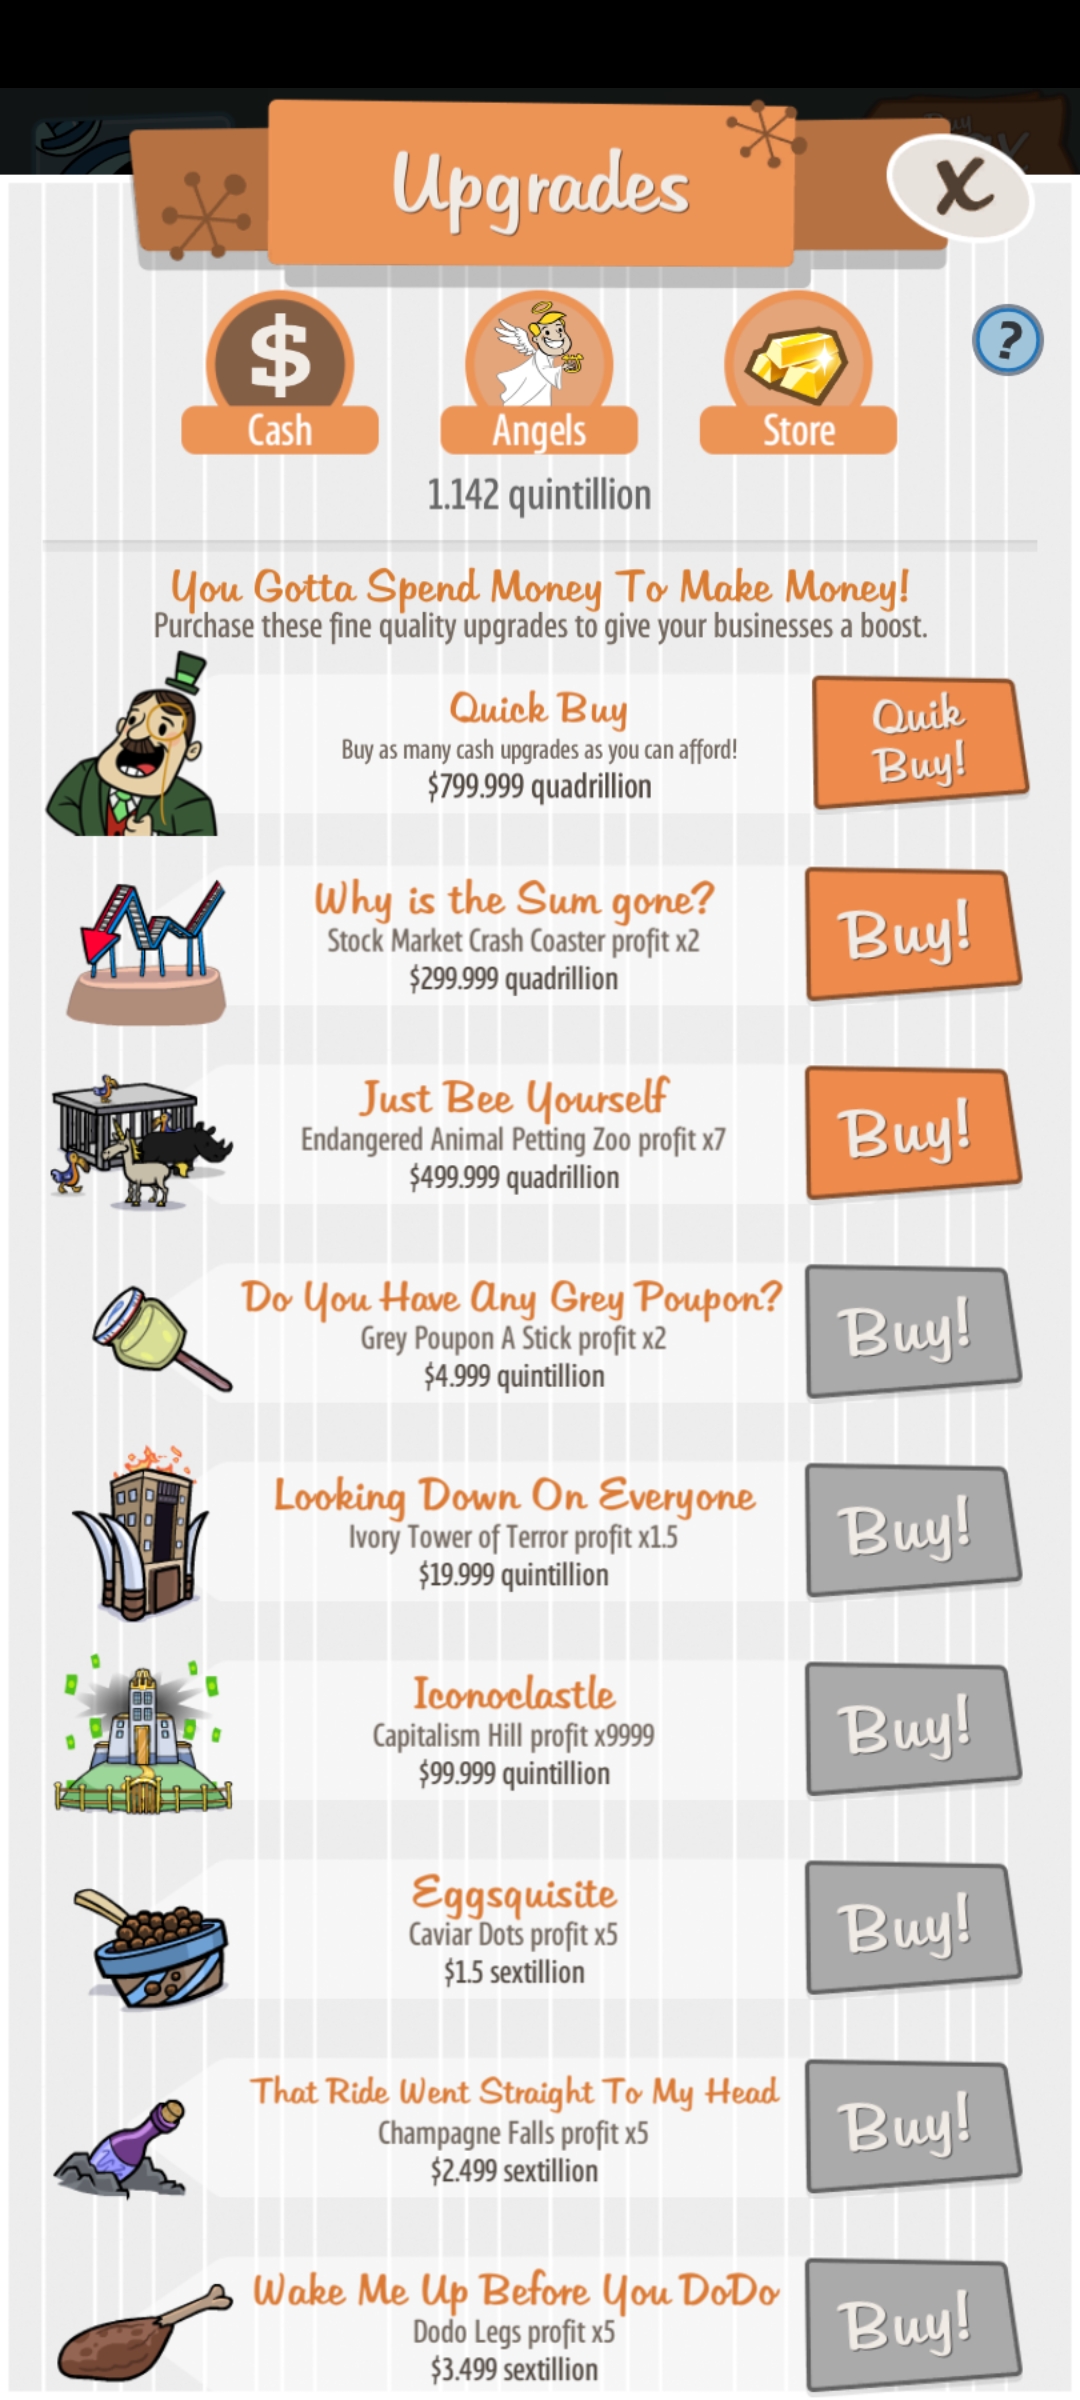 Buy
Upgrades
X
$
?
Cash
Angels
Store
1.142 quintillion
You Gotta Spend Money To Make Money!
Purchase these fine quality upgrades to give your businesses a boost.
Quick Buy
Buy as many cash upgrades as you can afford!
$799.999 quadrillion
Quik
Buy!
Why is the Sum gone?
Stock Market Crash Coaster profit x2
$299.999 quadrillion
Buy!
Just Bee Yourself
Endangered Animal Petting Zoo profit x7
$499.999 quadrillion
Buy!
Do You Have Any Grey Poupon?
Grey Poupon A Stick profit x2
$4.999 quintillion
Buy!
Looking Down On Everyone
Ivory Tower of Terror profit x1.5
$19.999 quintillion
Buy!
Iconoclastle
Capitalism Hill profit x9999
$99.999 quintillion
Buy!
Eggsquisite
Caviar Dots profit x5
$1.5 sextillion
Buy!
That Ride Went Straight To My Head
Champagne Falls profit x5
$2.499 sextillion
Buy!
Wake Me Up Before You DoDo
Dodo Legs profit x5
$3.499 sextillion
Buy!